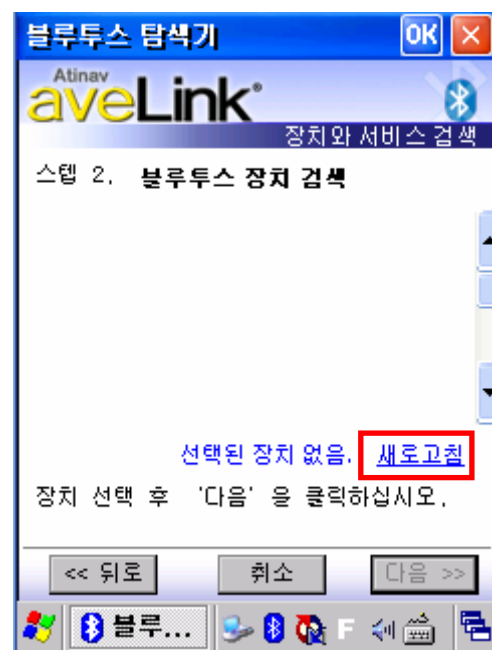 블루투스 탐색기 OK
Atinav
aveLink®
장치와 서비스 검색
스텝 2. 블루투스 장치 검색
선택된 장치 없음. 새로고침
장치 선택 후 '다음' 을 클릭하십시오.
<< 뒤로 취소 다음 >>
블루... F